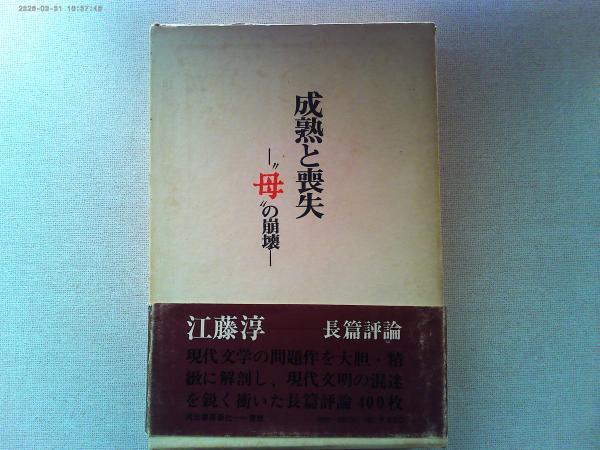 2026-03-31 10:37:46
成熟と喪失
―〝母〟の崩壊―
江藤淳 長篇評論
現代文学の問題作を大胆・精
緻に解剖し、現代文明の混迷
を鋭く衝いた長篇評論400枚